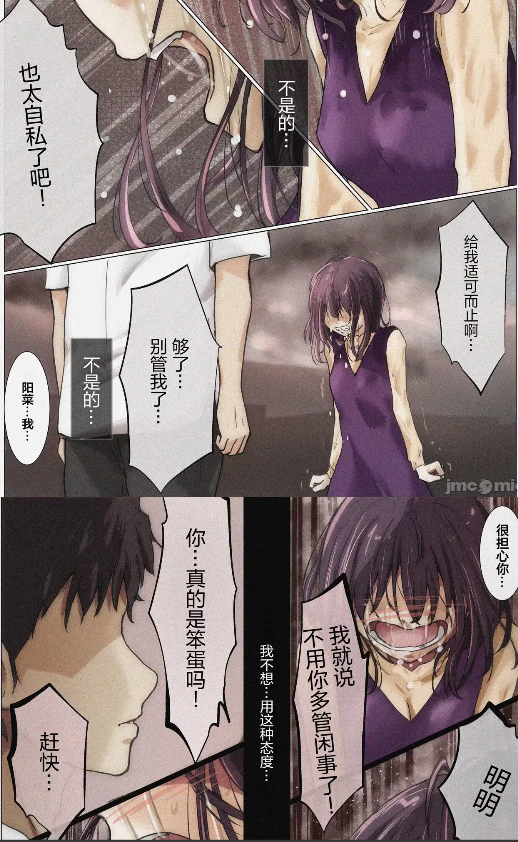 不是的…
也太自私了吧！
给我适可而止啊…
够了…
别管我了…
不是的…
阳菜…我…
很担心你…
我就说
不用你多管闲事了！
我不想…用这种态度…
你…真的是笨蛋吗！
赶快…
明明
jmcomic